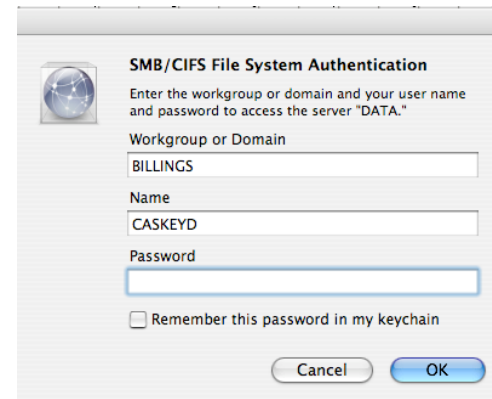 SMB/CIFS File System Authentication
Enter the workgroup or domain and your user name
and password to access the server "DATA."
Workgroup or Domain
BILLINGS
Name
CASKEYD
Password
Remember this password in my keychain
Cancel OK